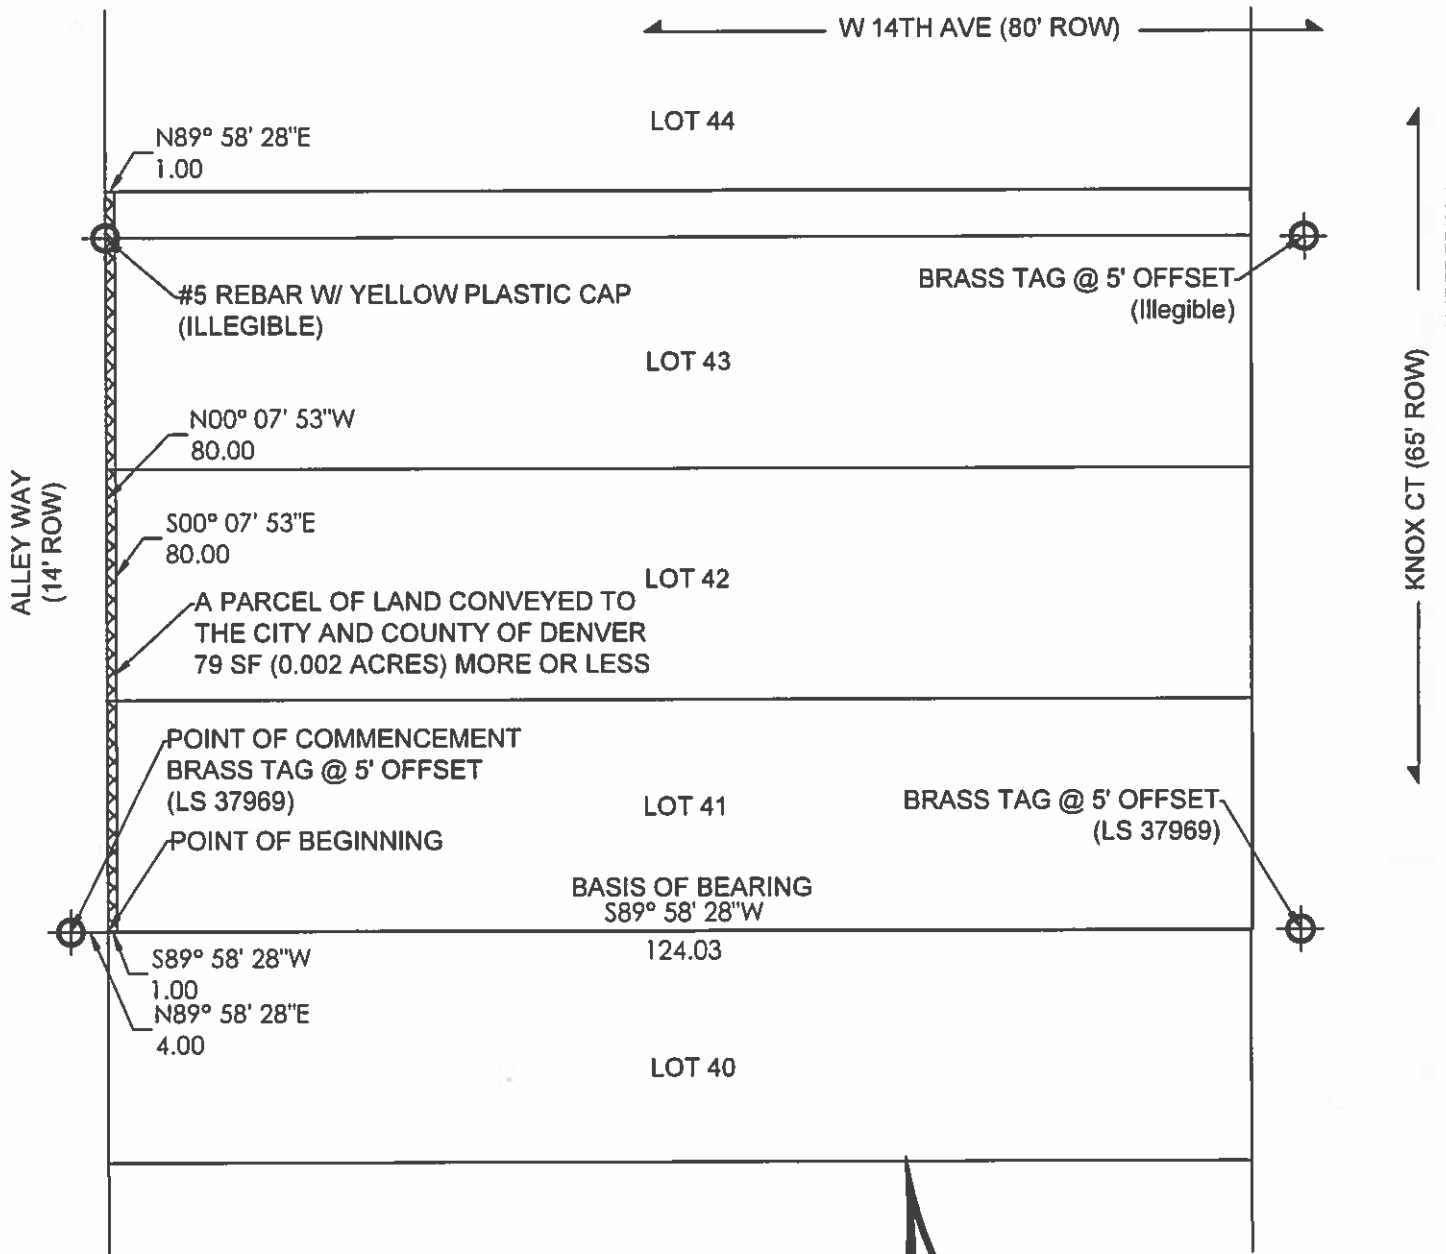 W 14TH AVE (80' ROW)
LOT 44
N89° 58' 28"E
1.00
#5 REBAR W/ YELLOW PLASTIC CAP
(ILLEGIBLE)
BRASS TAG @ 5' OFFSET
(Illegible)
LOT 43
N00° 07' 53"W
80.00
KNOX CT (65' ROW)
ALLEY WAY
(14' ROW)
S00° 07' 53"E
80.00
LOT 42
A PARCEL OF LAND CONVEYED TO
THE CITY AND COUNTY OF DENVER
79 SF (0.002 ACRES) MORE OR LESS
POINT OF COMMENCEMENT
BRASS TAG @ 5' OFFSET
(LS 37969)
LOT 41
BRASS TAG @ 5' OFFSET
(LS 37969)
POINT OF BEGINNING
BASIS OF BEARING
S89° 58' 28"W
124.03
S89° 58' 28"W
1.00
N89° 58' 28"E
4.00
LOT 40